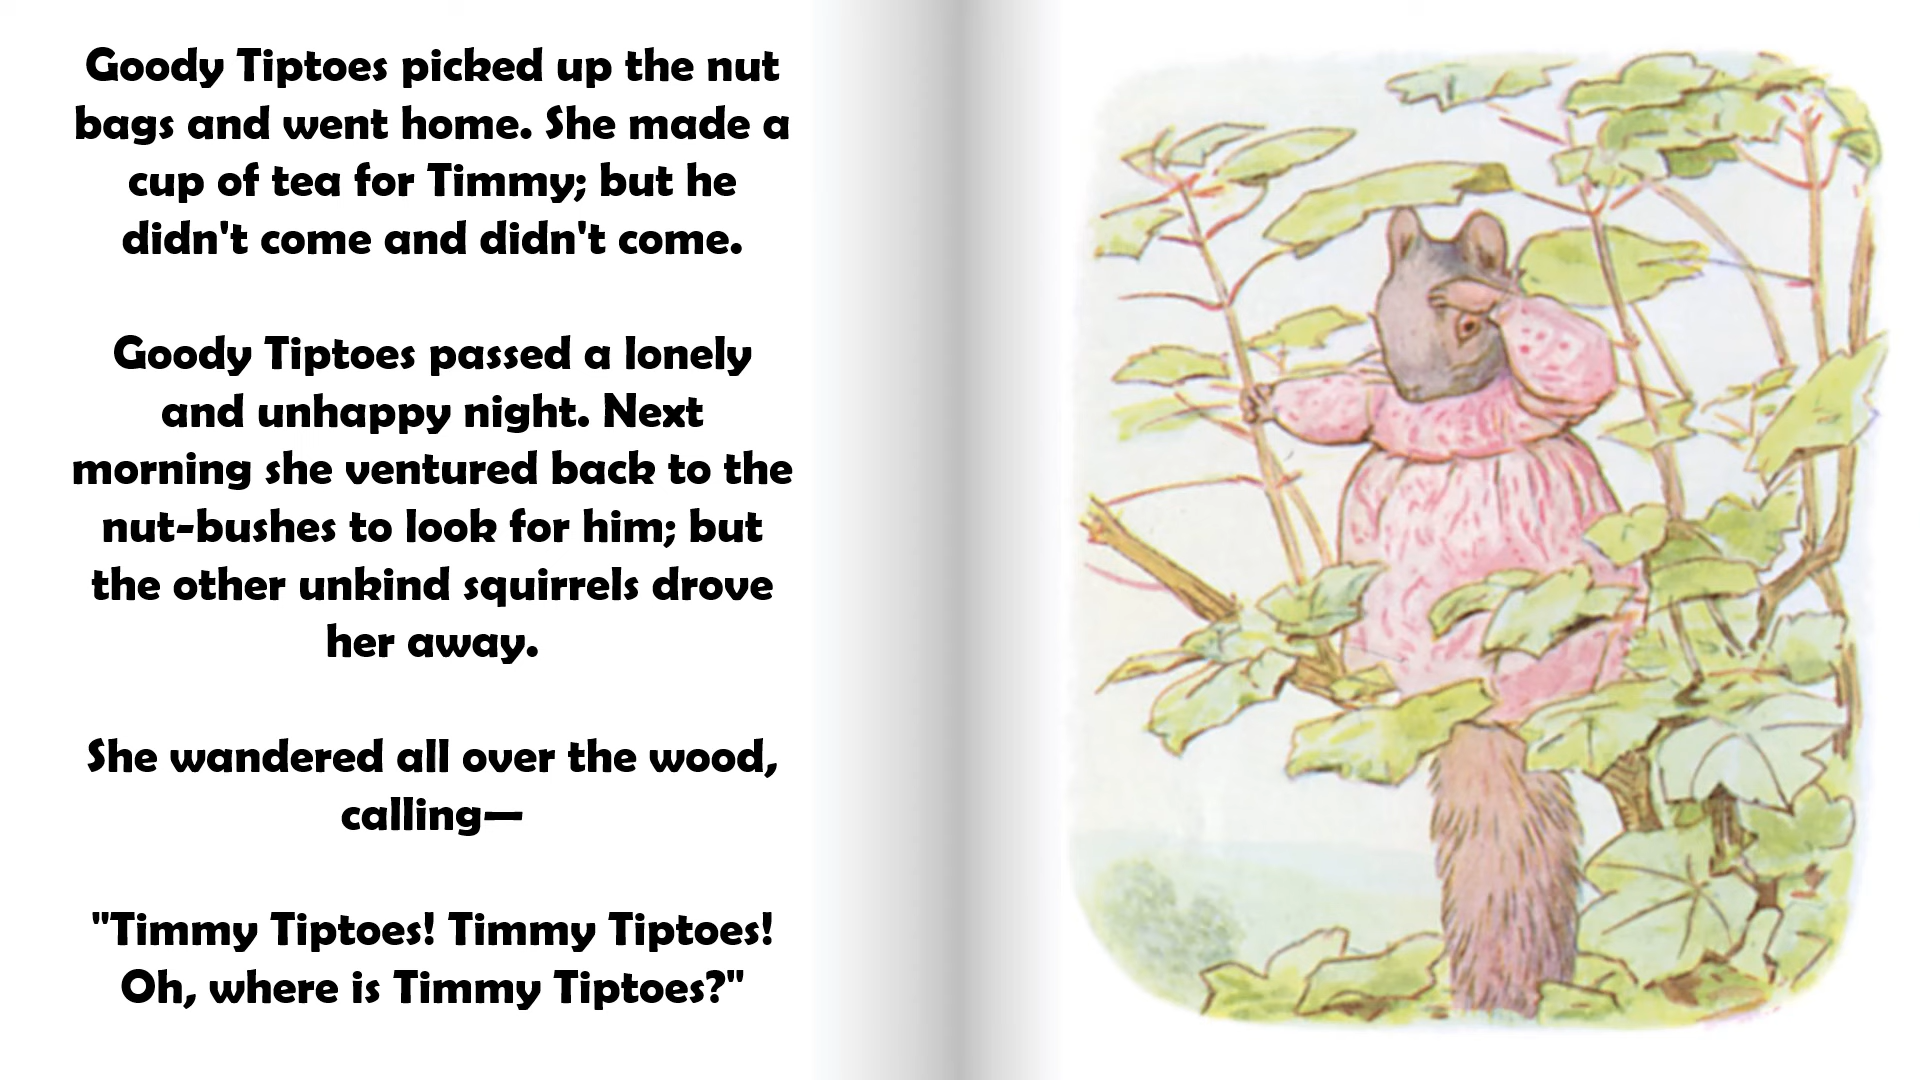 Goody Tiptoes picked up the nut
bags and went home. She made a
cup of tea for Timmy; but he
didn't come and didn't come.
Goody Tiptoes passed a lonely
and unhappy night. Next
morning she ventured back to the
nut-bushes to look for him; but
the other unkind squirrels drove
her away.
She wandered all over the wood,
calling—
"Timmy Tiptoes! Timmy Tiptoes!
Oh, where is Timmy Tiptoes?"